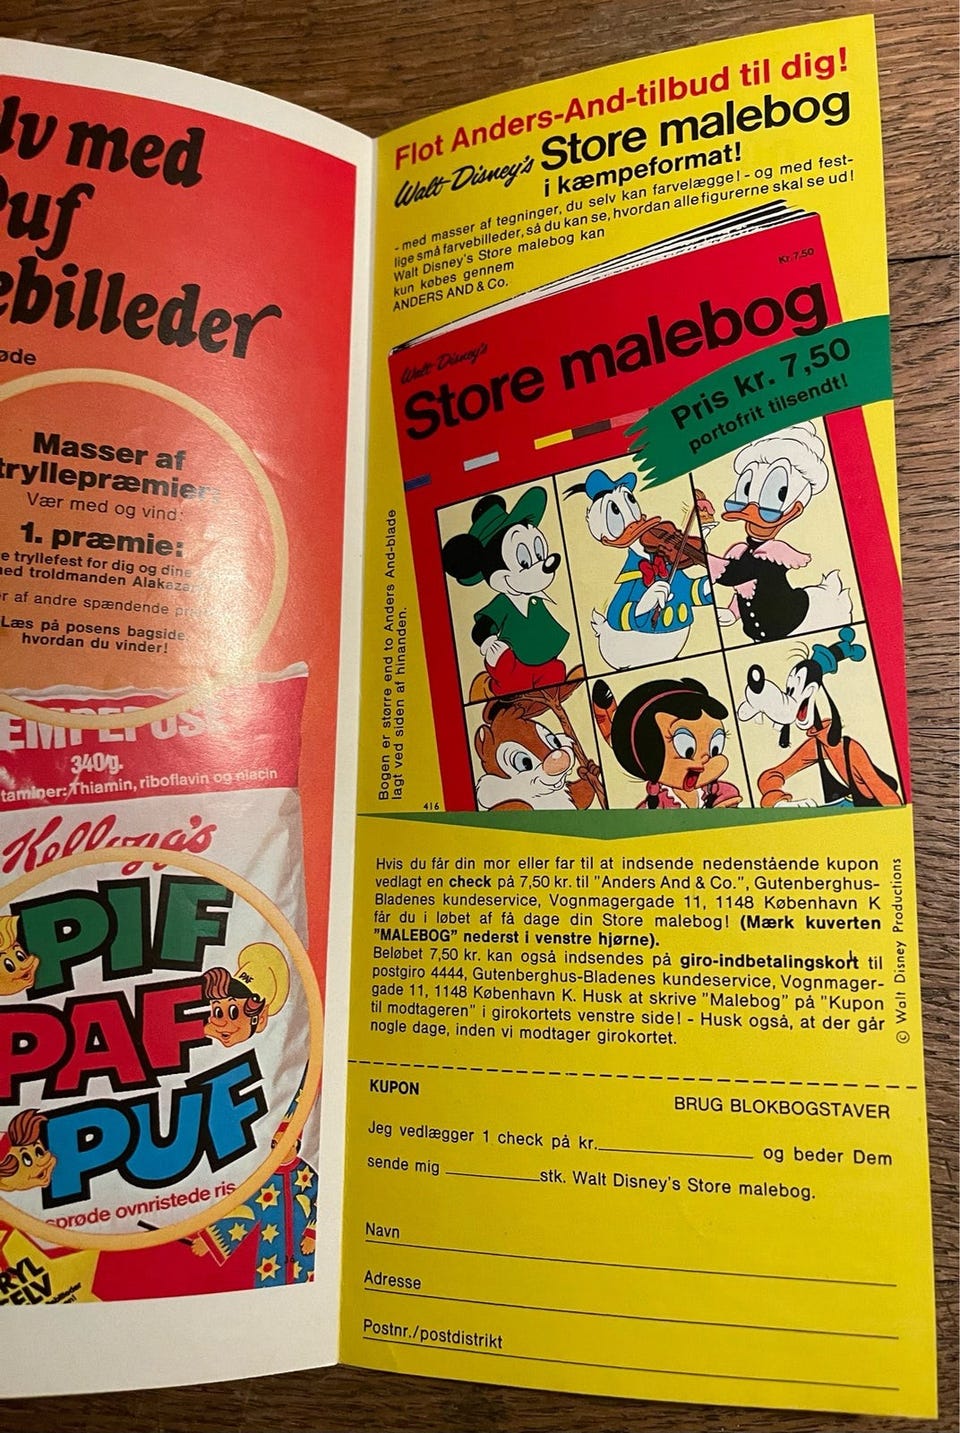 lv med
Puf
ebilleder
øde
Masser af
tryllepræmier:
Vær med og vind:
1. præmie:
e tryllefest for dig og dine
ed troldmanden Alakaza
r af andre spændende
Læs på posens bagside,
hvordan du vinder!
340g.
taminer: Thiamin, riboflavin og niacin
Kellogg's
PIF
PAF
PAF
PUF
sprøde ovnristede ris
RYL
ELV
16
Flot Anders-And-tilbud til dig!
Walt Disney's Store malebog
i kæmpeformat!
- med masser af tegninger, du selv kan farvelægge! - og med fest-
lige små farvebilleder, så du kan se, hvordan alle figurerne skal se ud!
Walt Disney's Store malebog kan
kun købes gennem
ANDERS AND & Co.
Kr. 7,50
Walt Disney's
Store malebog
Pris kr. 7,50
portofrit tilsendt!
Bogen er større end to Anders And-blade
lagt ved siden af hinanden.
416
Hvis du får din mor eller far til at indsende nedenstående kupon
vedlagt en check på 7,50 kr. til "Anders And & Co.", Gutenberghus-
Bladenes kundeservice, Vognmagergade 11, 1148 København K
får du i løbet af få dage din Store malebog! (Mærk kuverten
"MALEBOG" nederst i venstre hjørne).
Beløbet 7,50 kr. kan også indsendes på giro-indbetalingskort til
postgiro 4444, Gutenberghus-Bladenes kundeservice, Vognmager-
gade 11, 1148 København K. Husk at skrive "Malebog" på "Kupon
til modtageren" i girokortets venstre side! - Husk også, at der går
nogle dage, inden vi modtager girokortet.
© Walt Disney Productions
KUPON
BRUG BLOKBOGSTAVER
Jeg vedlægger 1 check på kr. og beder Dem
sende mig stk. Walt Disney's Store malebog.
Navn
Adresse
Postnr./postdistrikt